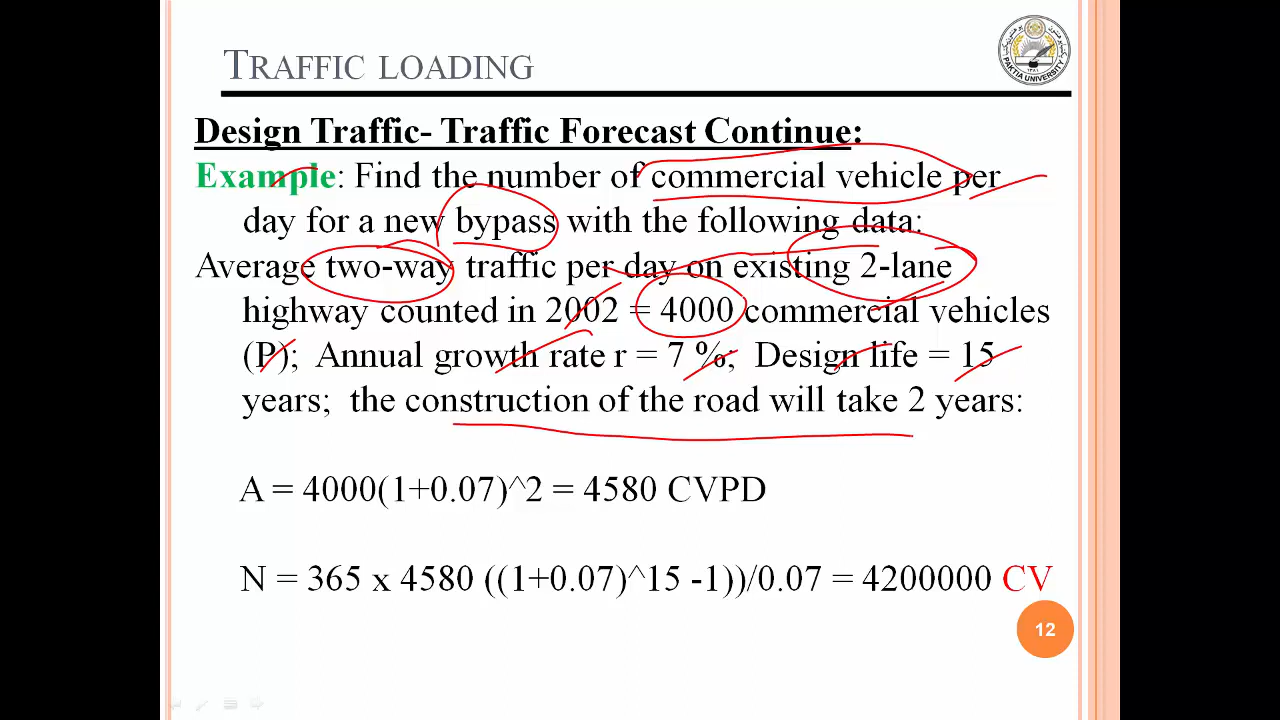 TRAFFIC LOADING
PAKTIA UNIVERSITY
Design Traffic- Traffic Forecast Continue:
Example: Find the number of commercial vehicle per
day for a new bypass with the following data:
Average two-way traffic per day on existing 2-lane
highway counted in 2002 = 4000 commercial vehicles
(P); Annual growth rate r = 7 %; Design life = 15
years; the construction of the road will take 2 years:
A = 4000(1+0.07)^2 = 4580 CVPD
N = 365 x 4580 ((1+0.07)^15 -1))/0.07 = 4200000 CV
12